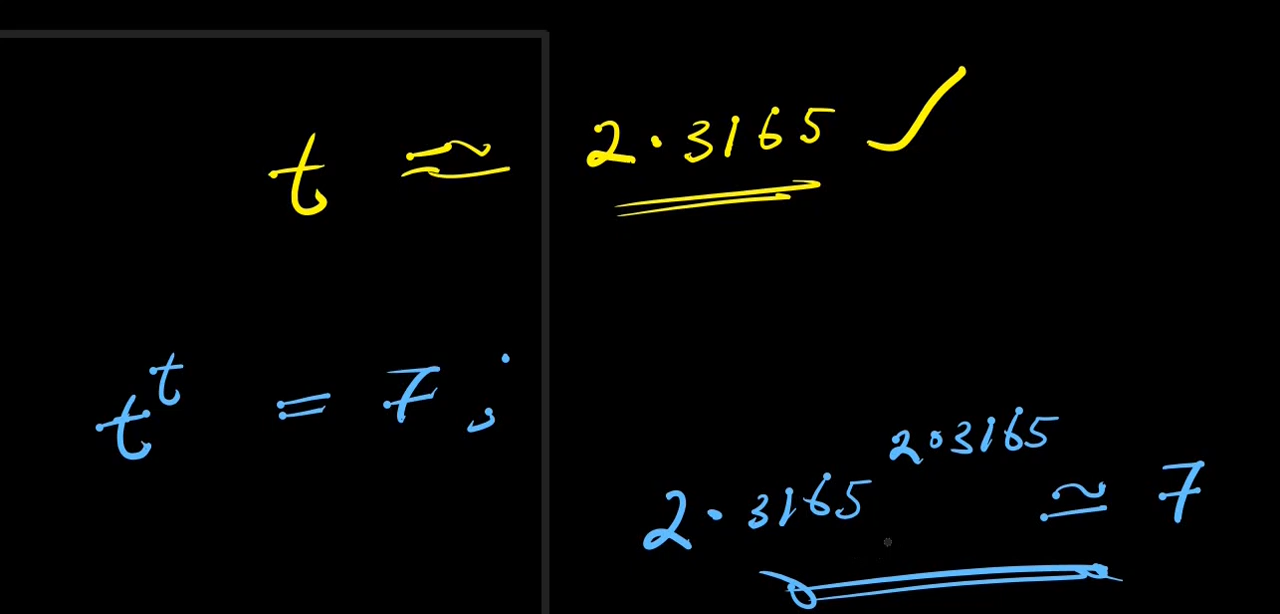 t ≃ 2.3165 ✓
t^t = 7;
2.3165^2.3165 ≃ 7